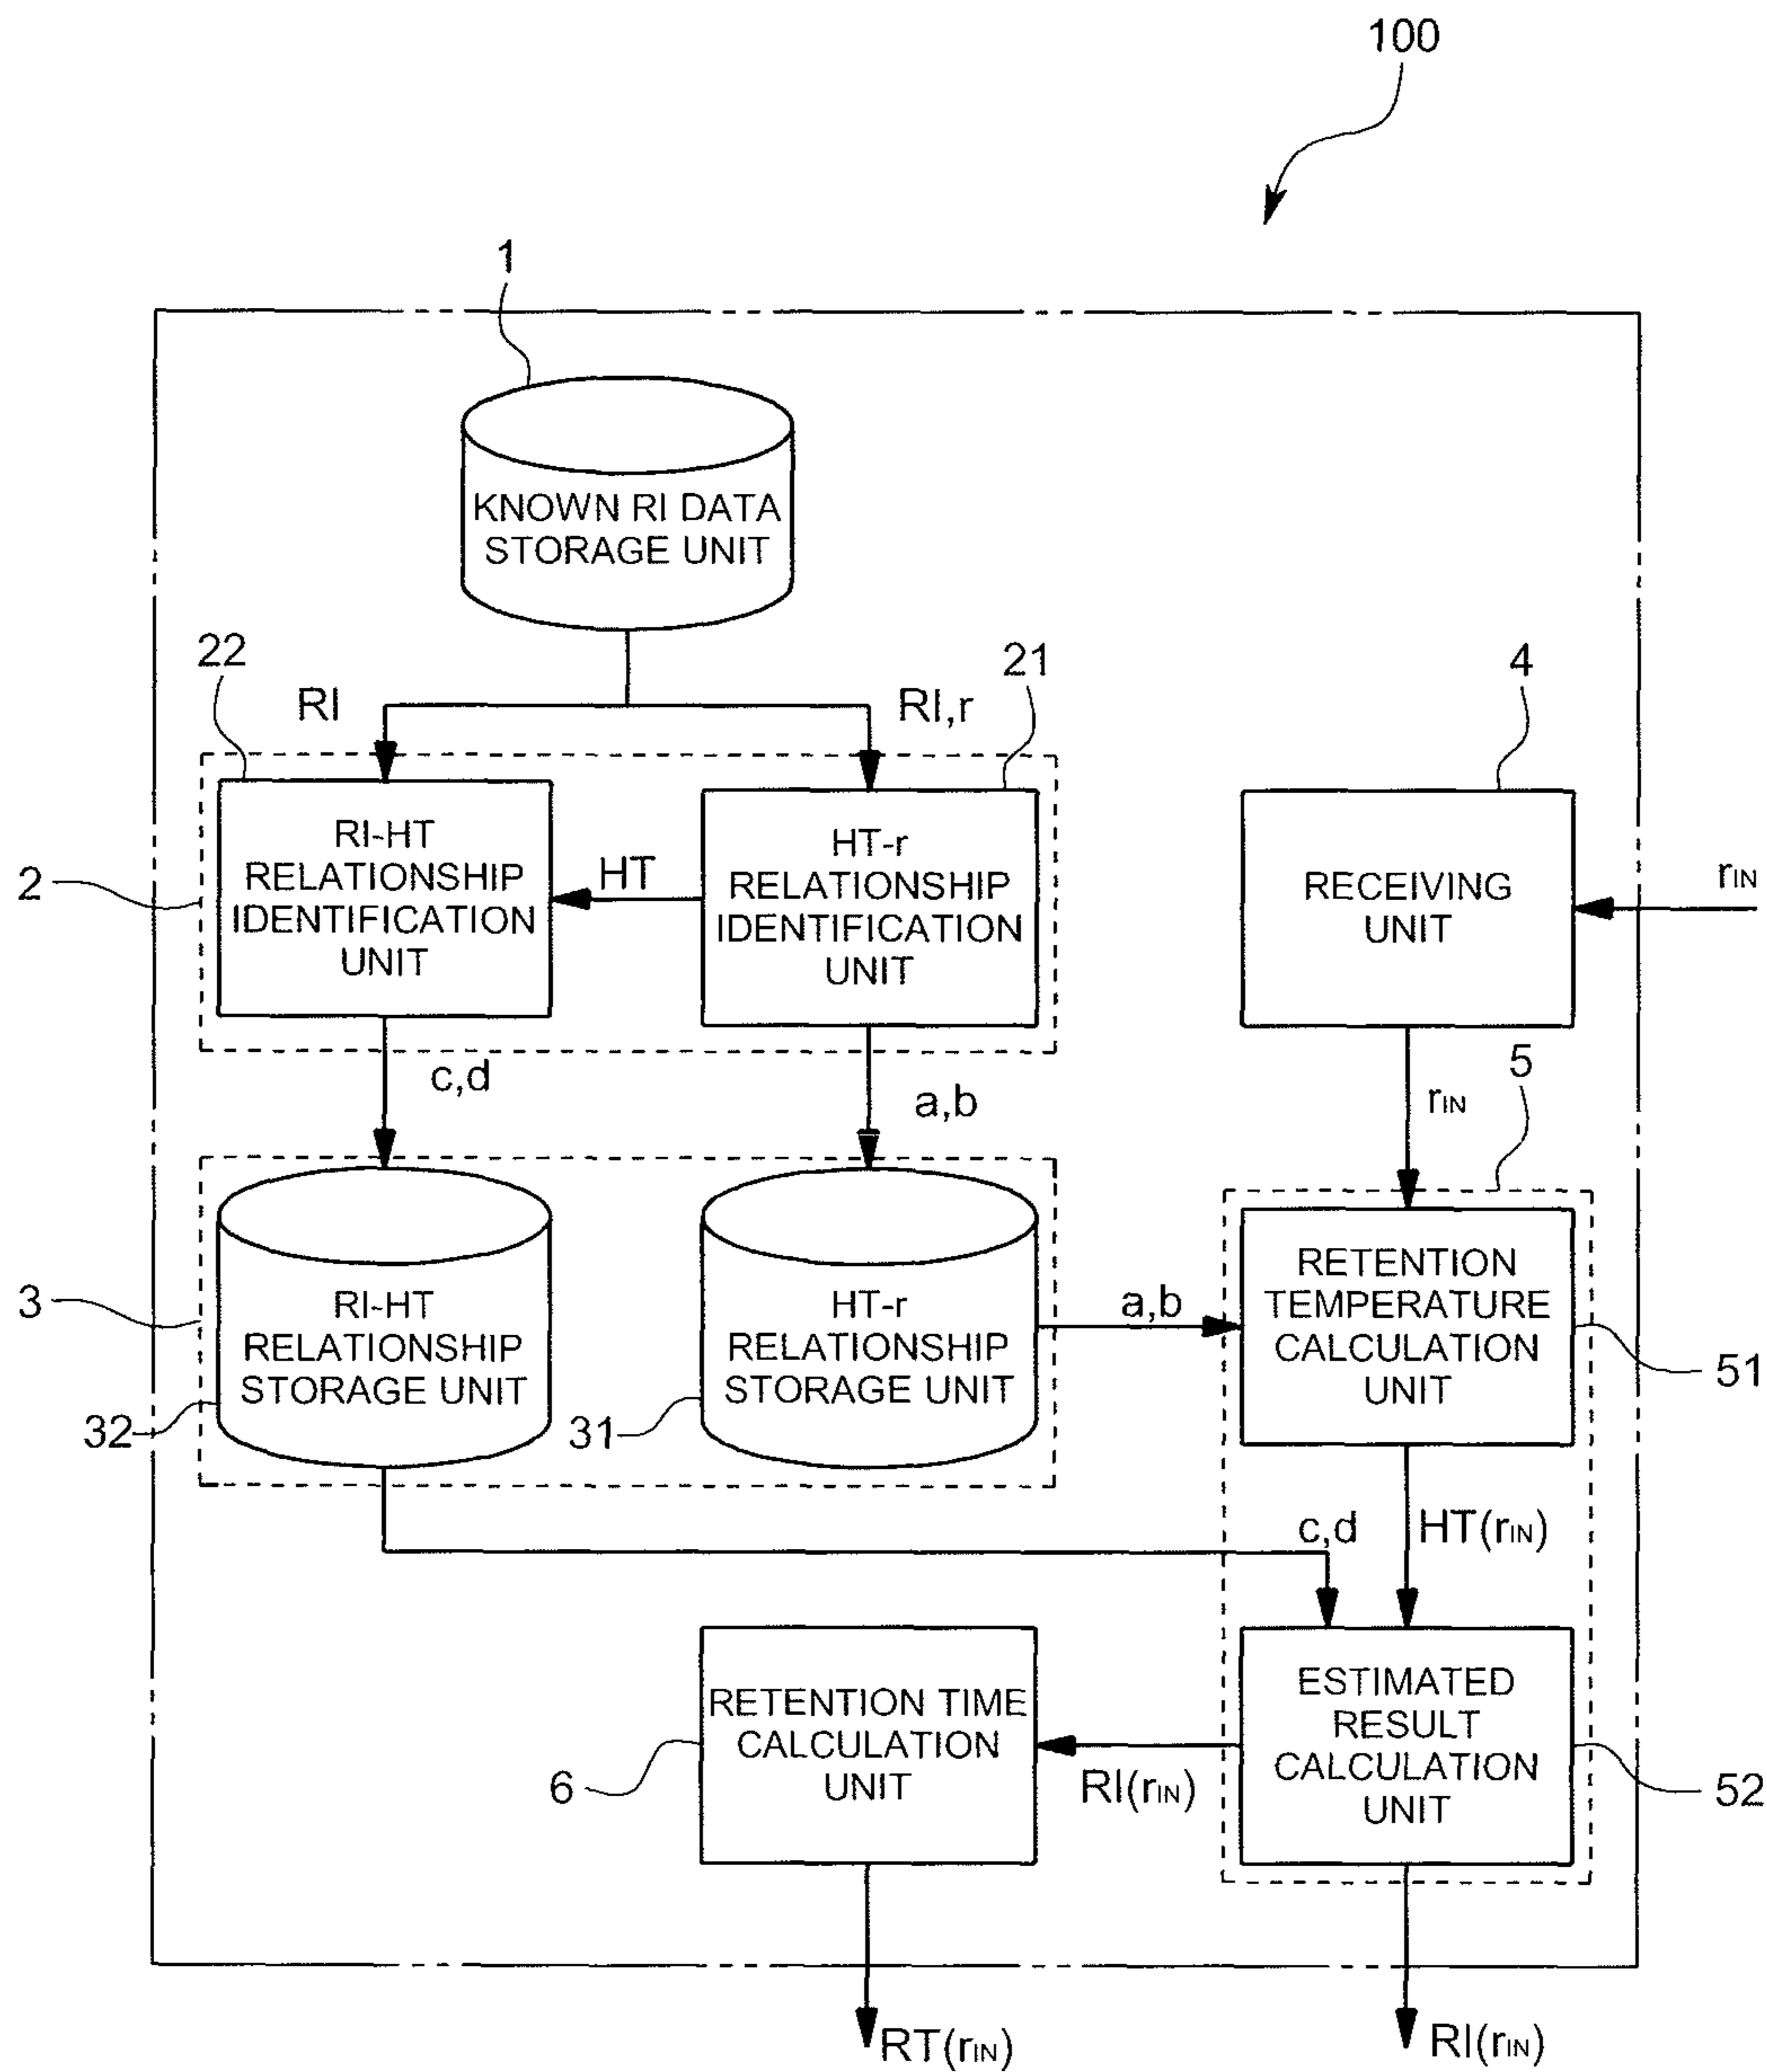 100
1
KNOWN RI DATA
STORAGE UNIT
22
21
4
RI
RI,r
2
RI-HT
RELATIONSHIP
IDENTIFICATION
UNIT
HT
HT-r
RELATIONSHIP
IDENTIFICATION
UNIT
RECEIVING
UNIT
rIN
c,d
a,b
rIN
5
3
RI-HT
RELATIONSHIP
STORAGE UNIT
32
HT-r
RELATIONSHIP
STORAGE UNIT
31
a,b
RETENTION
TEMPERATURE
CALCULATION
UNIT
51
c,d
HT(rIN)
RETENTION TIME
CALCULATION
UNIT
6
RI(rIN)
ESTIMATED
RESULT
CALCULATION
UNIT
52
RT(rIN)
RI(rIN)